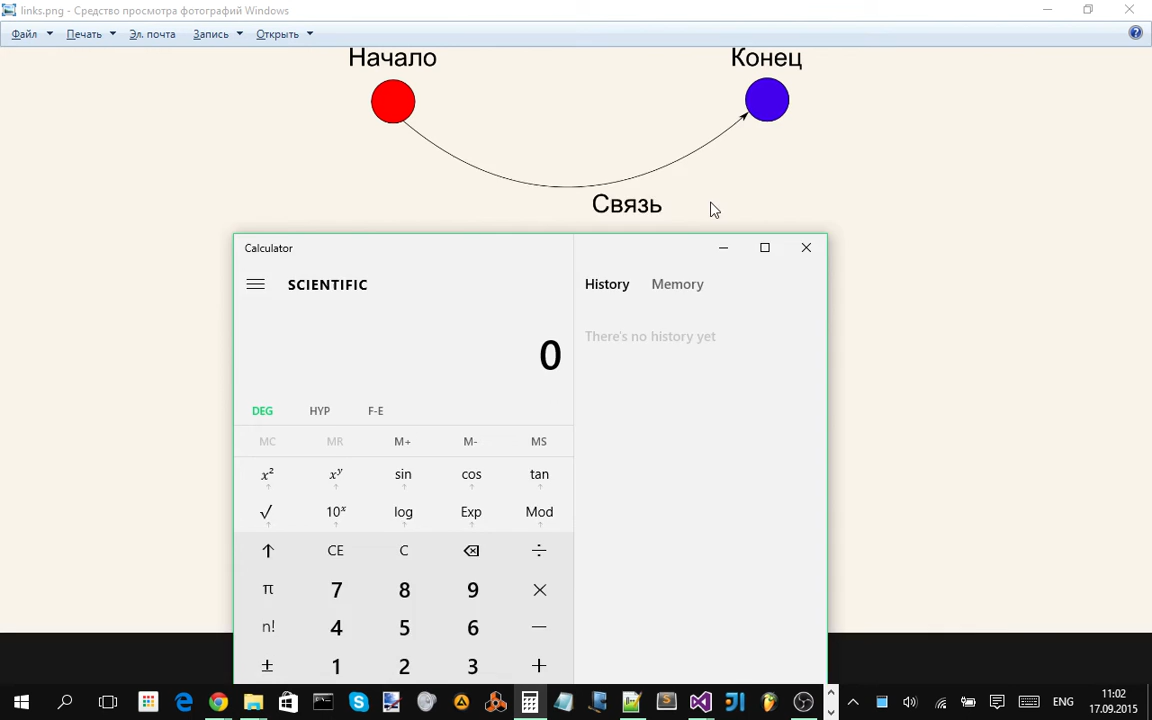 links.png - Средство просмотра фотографий Windows
Файл Печать Эл. почта Запись Открыть
Начало Конец
Связь
Calculator
SCIENTIFIC
History Memory
There's no history yet
0
DEG HYP F-E
MC MR M+ M- MS
x² xʸ sin cos tan
√ 10ˣ log Exp Mod
↑ CE C ⌫ ÷
π 7 8 9 ×
n! 4 5 6 −
± 1 2 3 +
ENG
11:02
17.09.2015